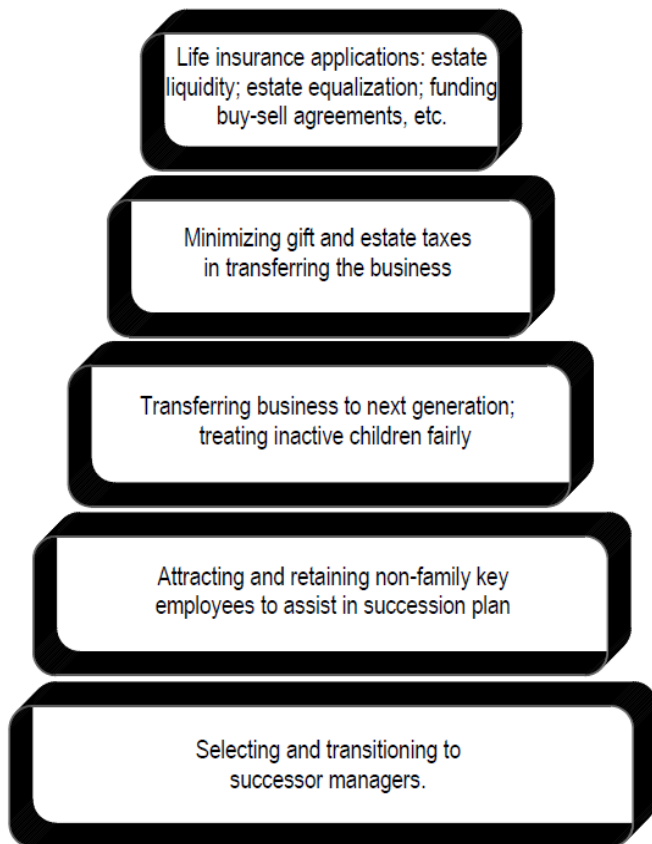 Life insurance applications: estate
liquidity; estate equalization; funding
buy-sell agreements, etc.
Minimizing gift and estate taxes
in transferring the business
Transferring business to next generation;
treating inactive children fairly
Attracting and retaining non-family key
employees to assist in succession plan
Selecting and transitioning to
successor managers.